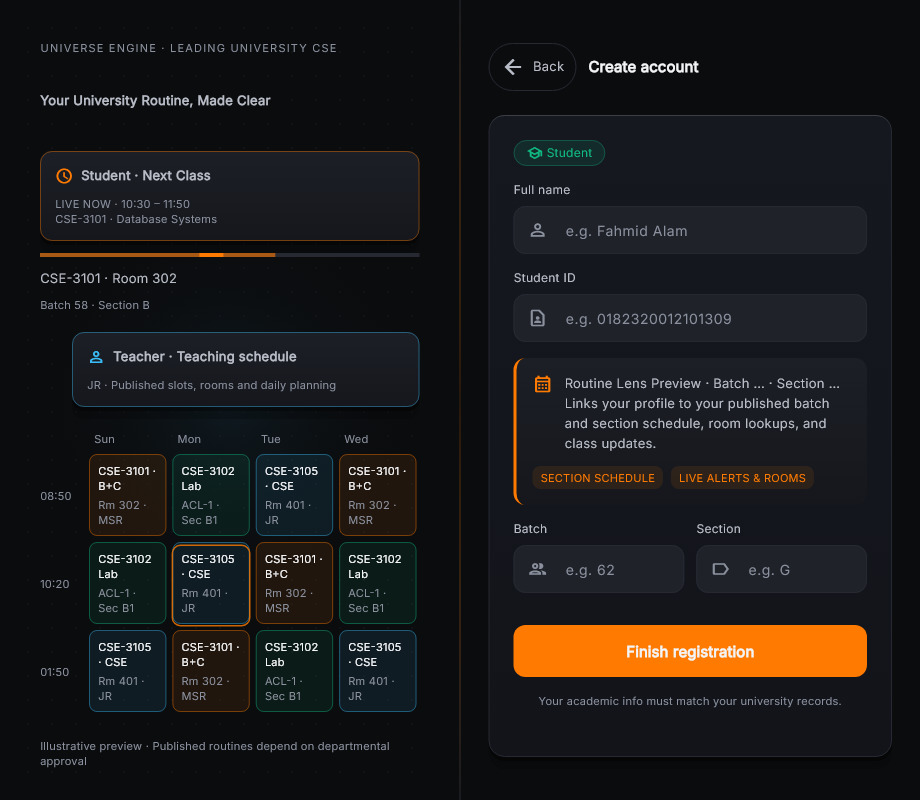 UNIVERSE ENGINE · LEADING UNIVERSITY CSE
Your University Routine, Made Clear
Student · Next Class
LIVE NOW · 10:30 – 11:50
CSE-3101 · Database Systems
CSE-3101 · Room 302
Batch 58 · Section B
Teacher · Teaching schedule
JR · Published slots, rooms and daily planning
Sun Mon Tue Wed
08:50
CSE-3101 ·
B+C
Rm 302 ·
MSR
CSE-3102
Lab
ACL-1 ·
Sec B1
CSE-3105
· CSE
Rm 401 ·
JR
CSE-3101 ·
B+C
Rm 302 ·
MSR
10:20
CSE-3102
Lab
ACL-1 ·
Sec B1
CSE-3105
· CSE
Rm 401 ·
JR
CSE-3101 ·
B+C
Rm 302 ·
MSR
CSE-3102
Lab
ACL-1 ·
Sec B1
01:50
CSE-3105
· CSE
Rm 401 ·
JR
CSE-3101 ·
B+C
Rm 302 ·
MSR
CSE-3102
Lab
ACL-1 ·
Sec B1
CSE-3105
· CSE
Rm 401 ·
JR
Illustrative preview · Published routines depend on departmental
approval
Back
Create account
Student
Full name
e.g. Fahmid Alam
Student ID
e.g. 0182320012101309
Routine Lens Preview · Batch ... · Section ...
Links your profile to your published batch
and section schedule, room lookups, and
class updates.
SECTION SCHEDULE
LIVE ALERTS & ROOMS
Batch
e.g. 62
Section
e.g. G
Finish registration
Your academic info must match your university records.